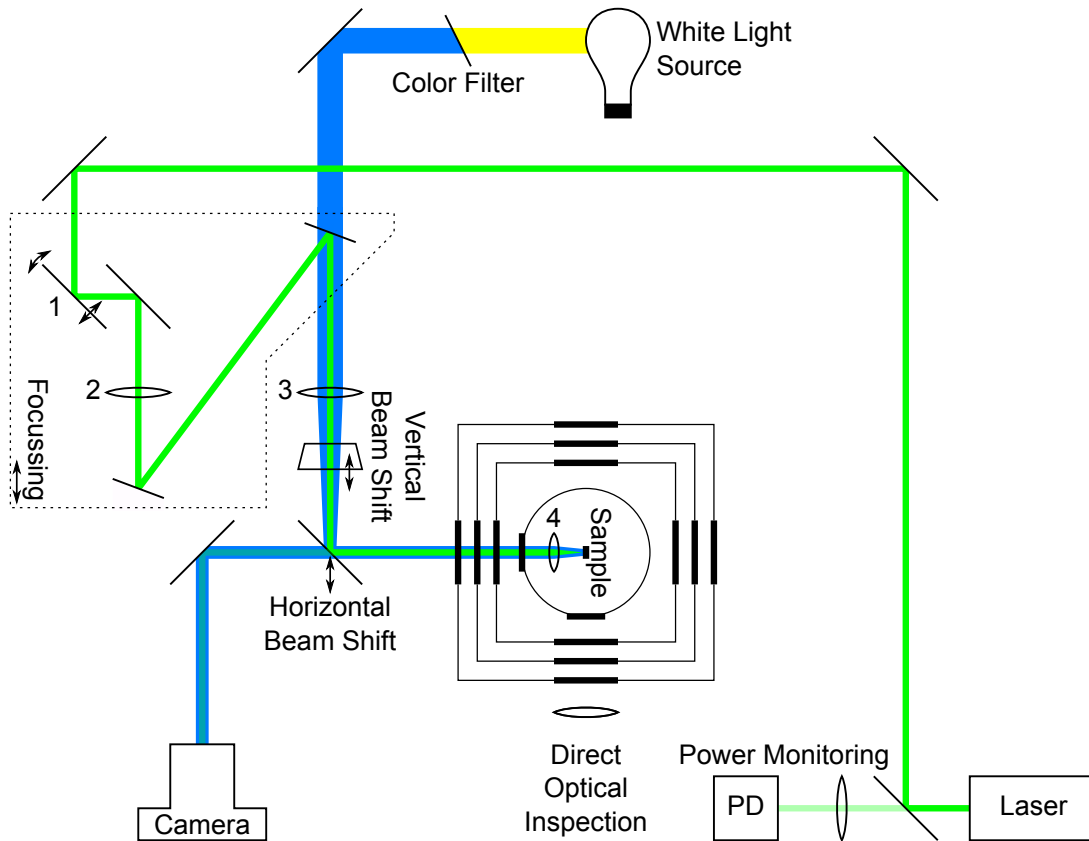 White Light
Source
Color Filter
1
2
3
Focussing
Vertical
Beam Shift
4
Sample
Horizontal
Beam Shift
Direct
Optical
Inspection
Power Monitoring
PD
Laser
Camera